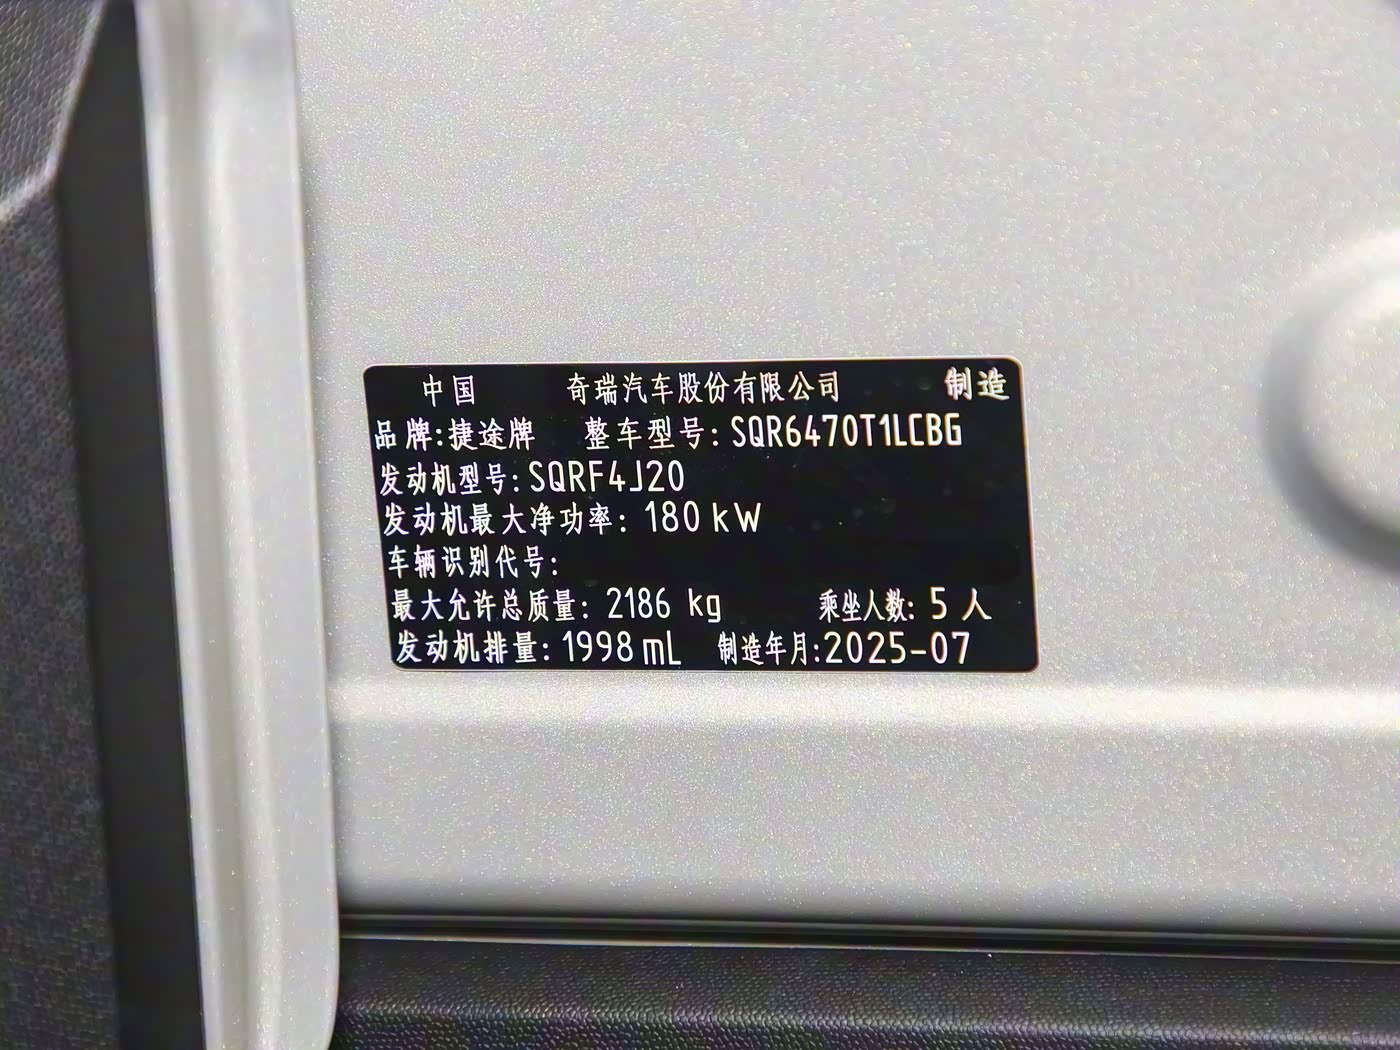 中国 奇瑞汽车股份有限公司 制造
品牌:捷途牌 整车型号:SQR6470T1LCBG
发动机型号:SQRF4J20
发动机最大净功率: 180 kW
车辆识别代号:
最大允许总质量: 2186 kg 乘坐人数: 5 人
发动机排量: 1998 mL 制造年月:2025-07